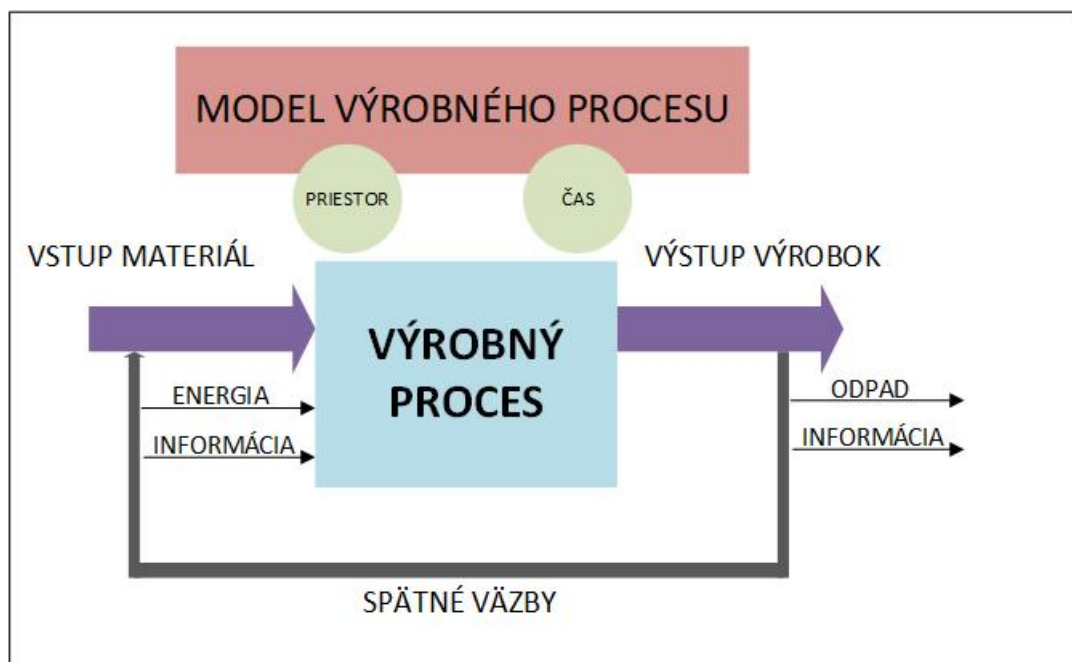 MODEL VÝROBNÉHO PROCESU
PRIESTOR
ČAS
VSTUP MATERIÁL
VÝSTUP VÝROBOK
VÝROBNÝ
PROCES
ENERGIA
INFORMÁCIA
ODPAD
INFORMÁCIA
SPÄTNÉ VÄZBY